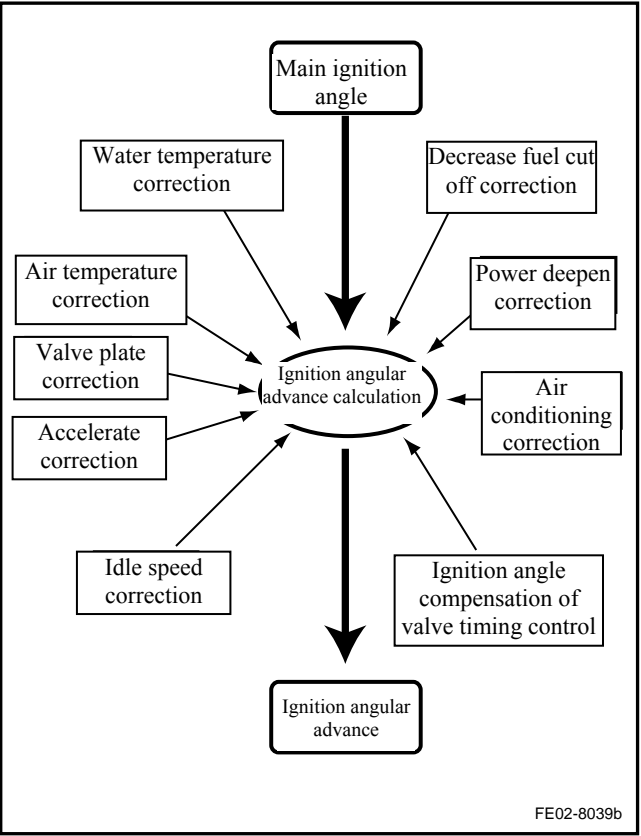 Main ignition
angle
Water temperature
correction
Decrease fuel cut
off correction
Air temperature
correction
Power deepen
correction
Valve plate
correction
Ignition angular
advance calculation
Air
conditioning
correction
Accelerate
correction
Idle speed
correction
Ignition angle
compensation of
valve timing control
Ignition angular
advance
FE02-8039b